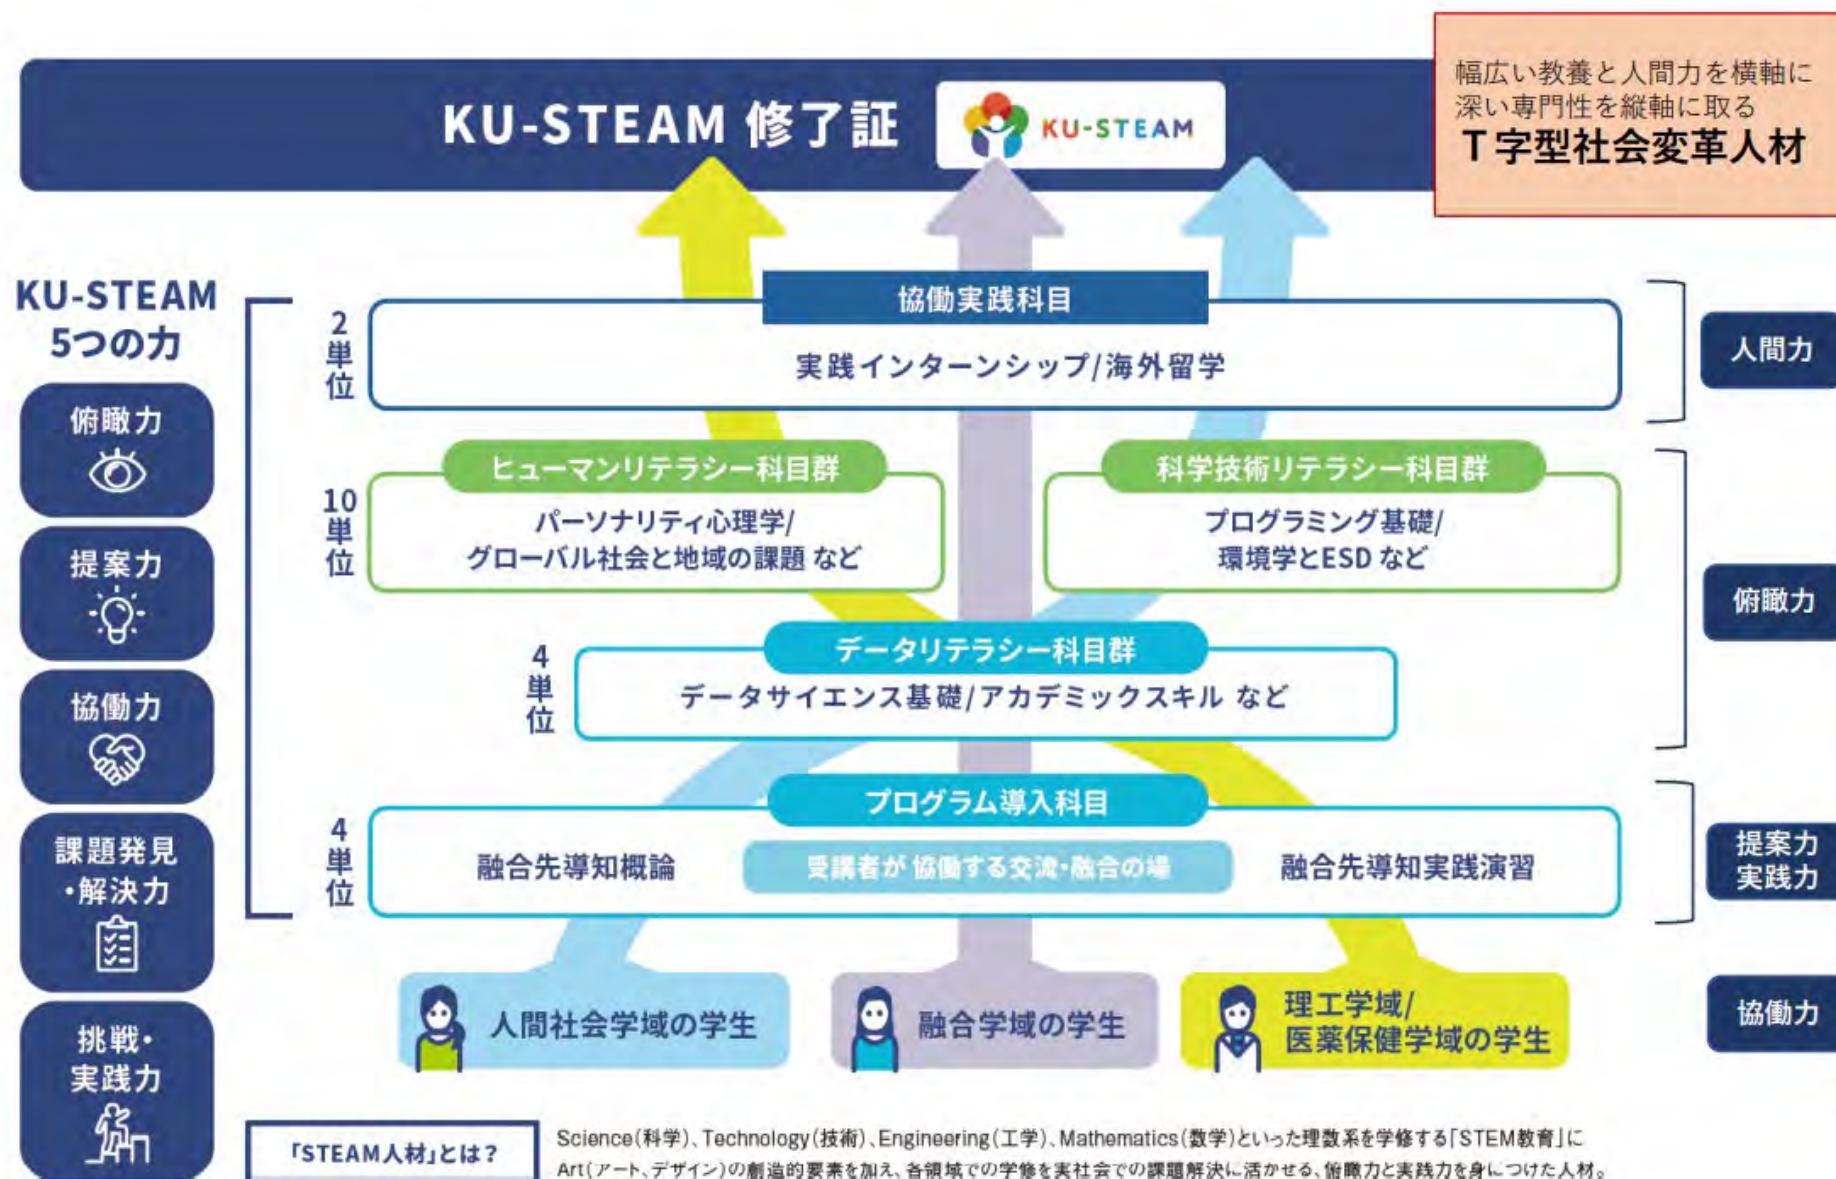 KU-STEAM 修了証
KU-STEAM
幅広い教養と人間力を横軸に
深い専門性を縦軸に取る
T字型社会変革人材
KU-STEAM
5つの力
俯瞰力
提案力
協働力
課題発見
・解決力
挑戦・
実践力
2単位
協働実践科目
実践インターンシップ/海外留学
人間力
10単位
ヒューマンリテラシー科目群
パーソナリティ心理学/
グローバル社会と地域の課題 など
科学技術リテラシー科目群
プログラミング基礎/
環境学とESD など
俯瞰力
4単位
データリテラシー科目群
データサイエンス基礎/アカデミックスキル など
4単位
プログラム導入科目
融合先導知概論
受講者が協働する交流・融合の場
融合先導知実践演習
提案力
実践力
人間社会学域の学生
融合学域の学生
理工学域/
医薬保健学域の学生
協働力
「STEAM人材」とは？
Science(科学)、Technology(技術)、Engineering(工学)、Mathematics(数学)といった理数系を学修する「STEM教育」に
Art(アート、デザイン)の創造的要素を加え、各領域での学修を実社会での課題解決に活かせる、俯瞰力と実践力を身につけた人材。